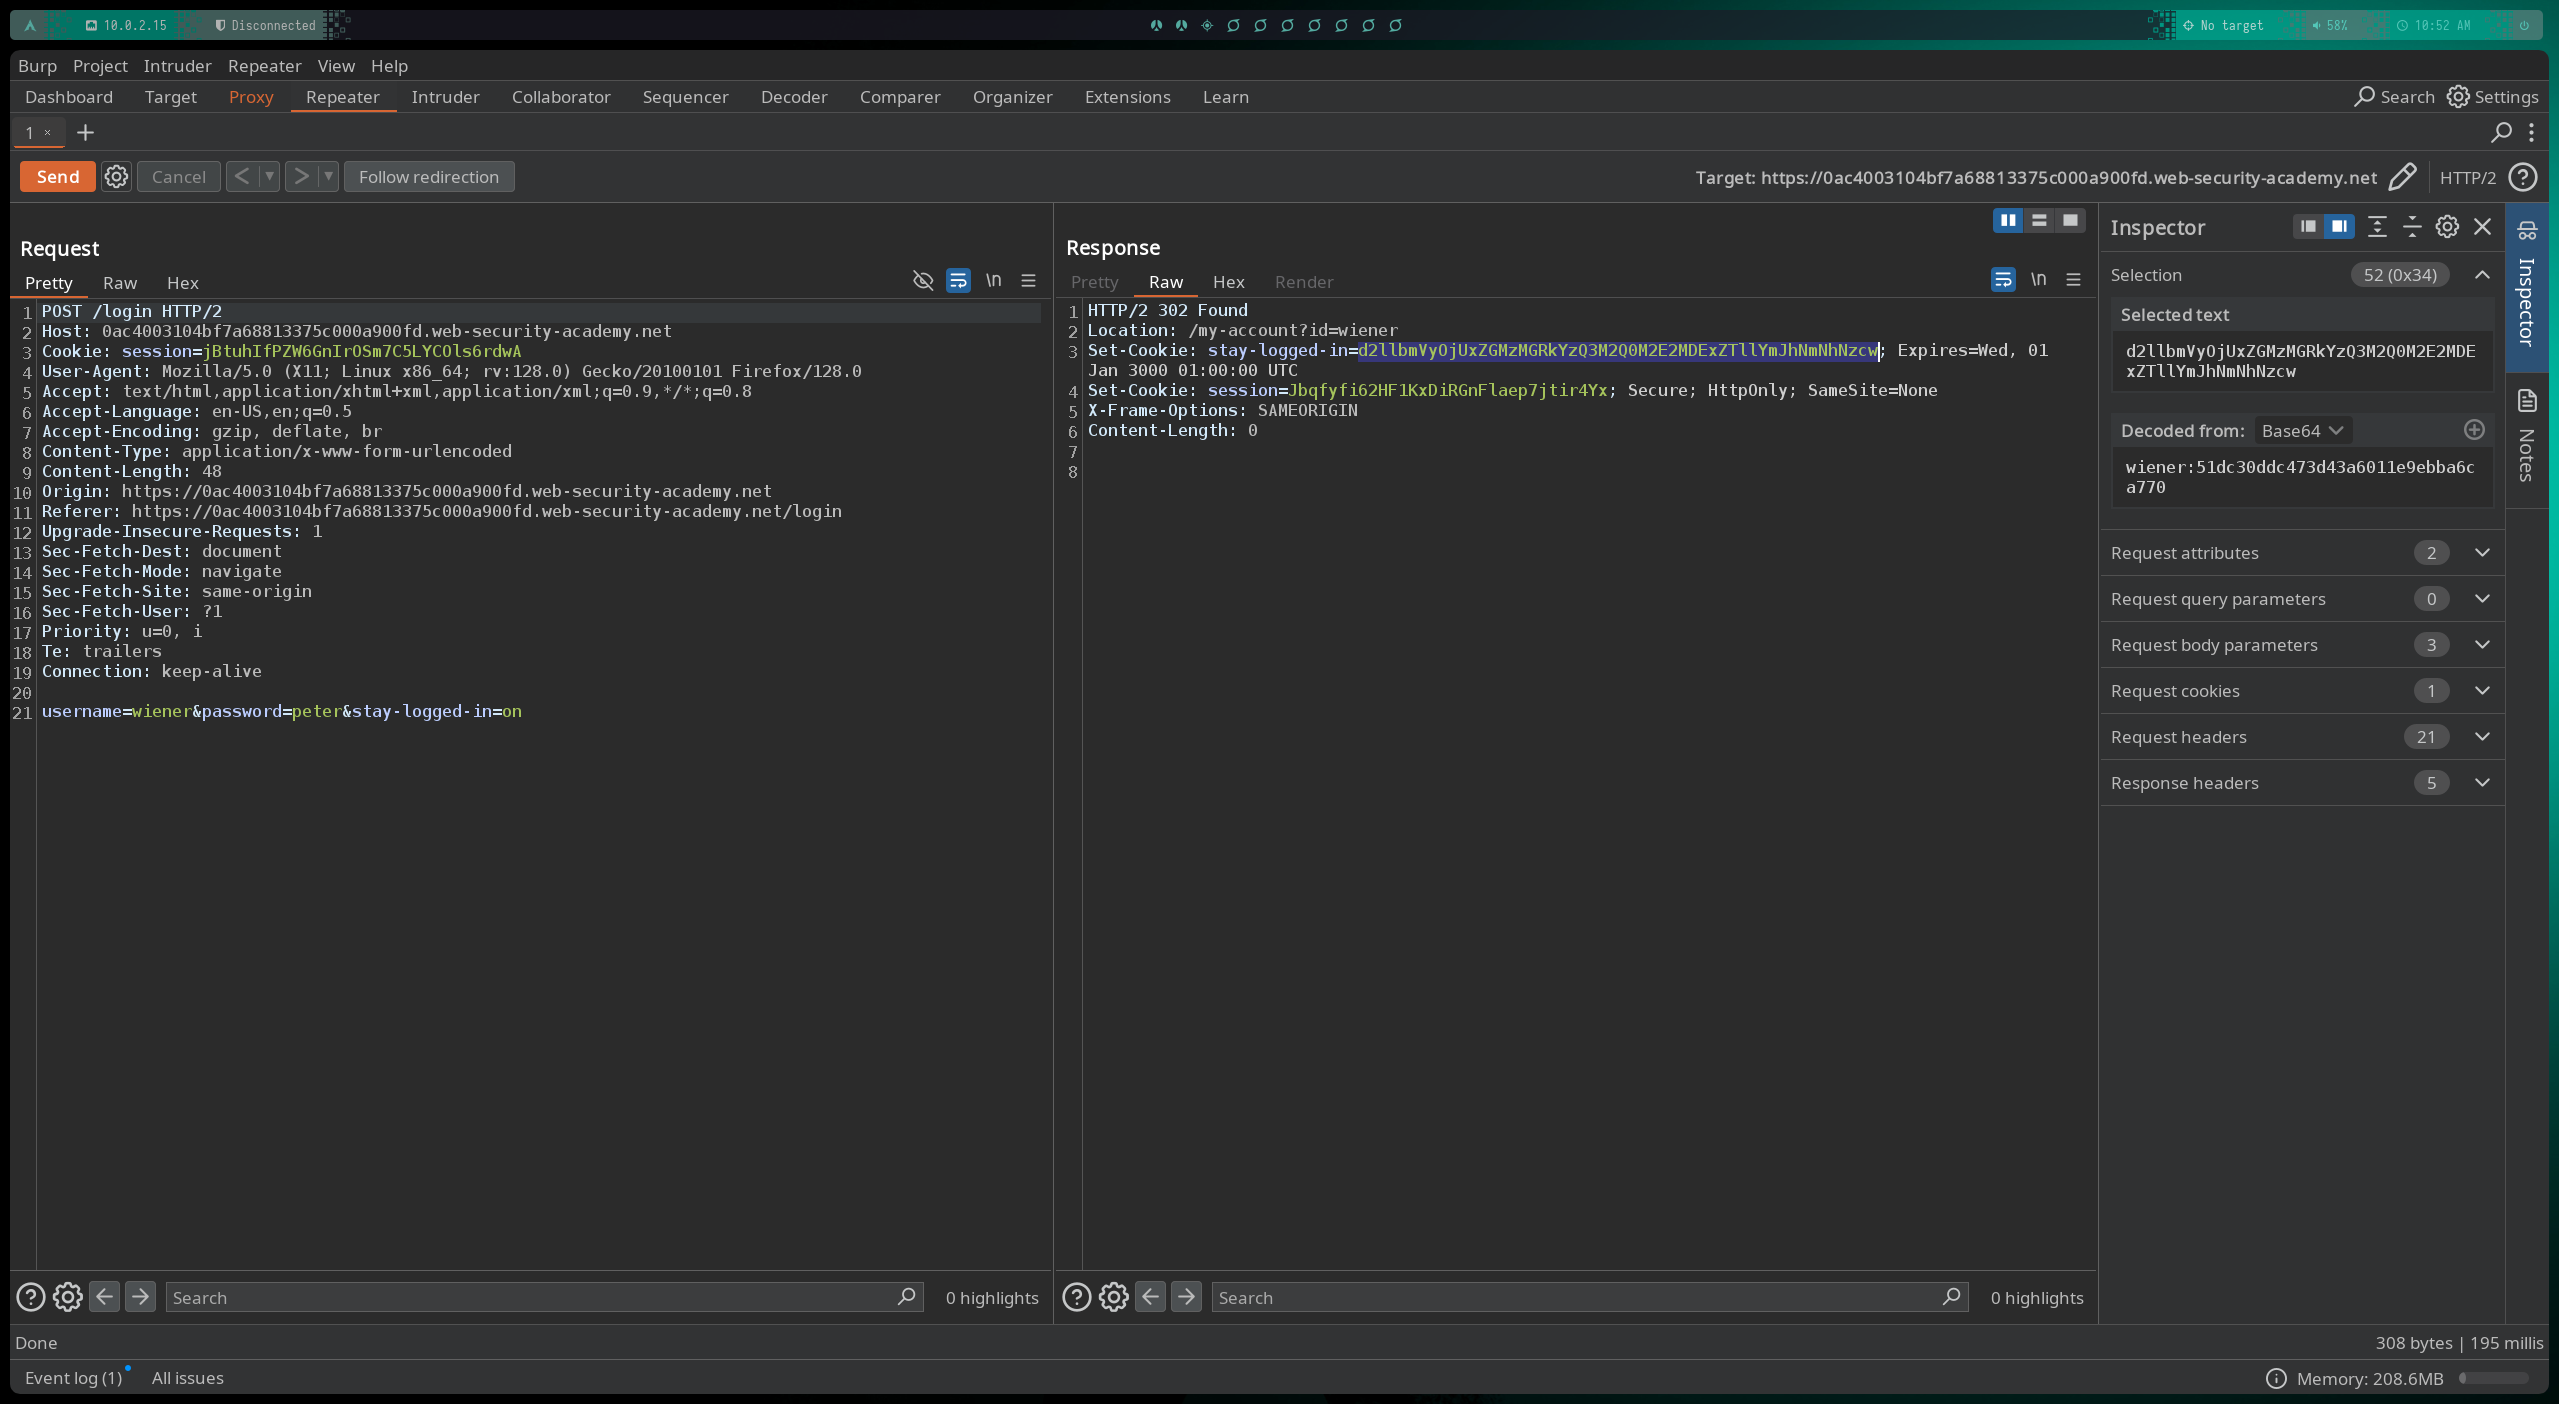 10.0.2.15 Disconnected No target 58% 10:52 AM
Burp Project Intruder Repeater View Help
Dashboard Target Proxy Repeater Intruder Collaborator Sequencer Decoder Comparer Organizer Extensions Learn Search Settings
1 × +
Send Cancel < > Follow redirection Target: https://0ac4003104bf7a68813375c000a900fd.web-security-academy.net HTTP/2
Request
Pretty Raw Hex \n
1 POST /login HTTP/2
2 Host: 0ac4003104bf7a68813375c000a900fd.web-security-academy.net
3 Cookie: session=jBtuhIfPZW6GnIrOSm7C5LYCOls6rdwA
4 User-Agent: Mozilla/5.0 (X11; Linux x86_64; rv:128.0) Gecko/20100101 Firefox/128.0
5 Accept: text/html,application/xhtml+xml,application/xml;q=0.9,*/*;q=0.8
6 Accept-Language: en-US,en;q=0.5
7 Accept-Encoding: gzip, deflate, br
8 Content-Type: application/x-www-form-urlencoded
9 Content-Length: 48
10 Origin: https://0ac4003104bf7a68813375c000a900fd.web-security-academy.net
11 Referer: https://0ac4003104bf7a68813375c000a900fd.web-security-academy.net/login
12 Upgrade-Insecure-Requests: 1
13 Sec-Fetch-Dest: document
14 Sec-Fetch-Mode: navigate
15 Sec-Fetch-Site: same-origin
16 Sec-Fetch-User: ?1
17 Priority: u=0, i
18 Te: trailers
19 Connection: keep-alive
20
21 username=wiener&password=peter&stay-logged-in=on
Search 0 highlights
Response
Pretty Raw Hex Render \n
1 HTTP/2 302 Found
2 Location: /my-account?id=wiener
3 Set-Cookie: stay-logged-in=d2llbmVyOjUxZGMzMGRkYzQ3M2Q0M2E2MDExZTllYmJhNmNhNzcw; Expires=Wed, 01
Jan 3000 01:00:00 UTC
4 Set-Cookie: session=Jbqfyfi62HF1KxDiRGnFlaep7jtir4Yx; Secure; HttpOnly; SameSite=None
5 X-Frame-Options: SAMEORIGIN
6 Content-Length: 0
7
8
Search 0 highlights
Inspector
Selection 52 (0x34)
Selected text
d2llbmVyOjUxZGMzMGRkYzQ3M2Q0M2E2MDE
xZTllYmJhNmNhNzcw
Decoded from: Base64
wiener:51dc30ddc473d43a6011e9ebba6c
a770
Request attributes 2
Request query parameters 0
Request body parameters 3
Request cookies 1
Request headers 21
Response headers 5
Inspector
Notes
Done 308 bytes | 195 millis
Event log (1) All issues Memory: 208.6MB